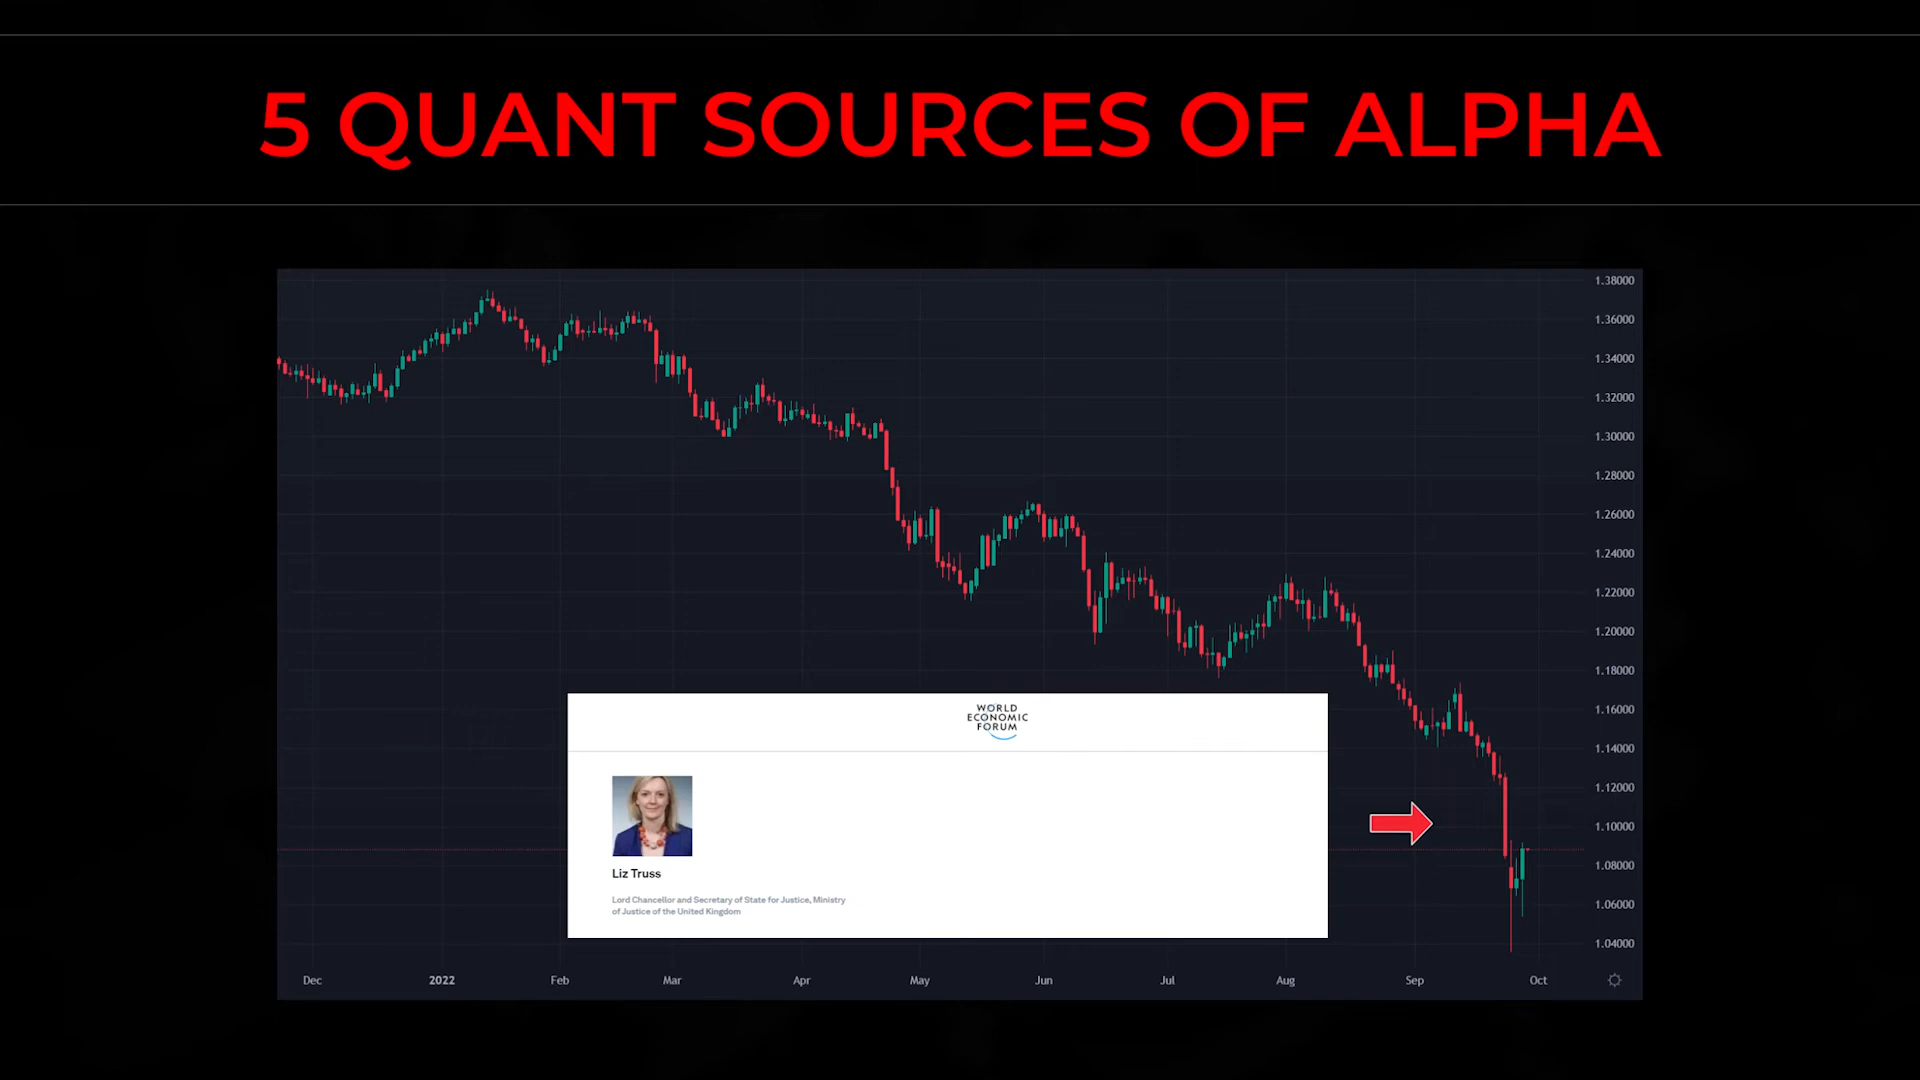 5 QUANT SOURCES OF ALPHA
1.38000
1.36000
1.34000
1.32000
1.30000
1.28000
1.26000
1.24000
1.22000
1.20000
1.18000
1.16000
1.14000
1.12000
1.10000
1.08000
1.06000
1.04000
WORLD
ECONOMIC
FORUM
Liz Truss
Lord Chancellor and Secretary of State for Justice, Ministry
of Justice of the United Kingdom
Dec 2022 Feb Mar Apr May Jun Jul Aug Sep Oct